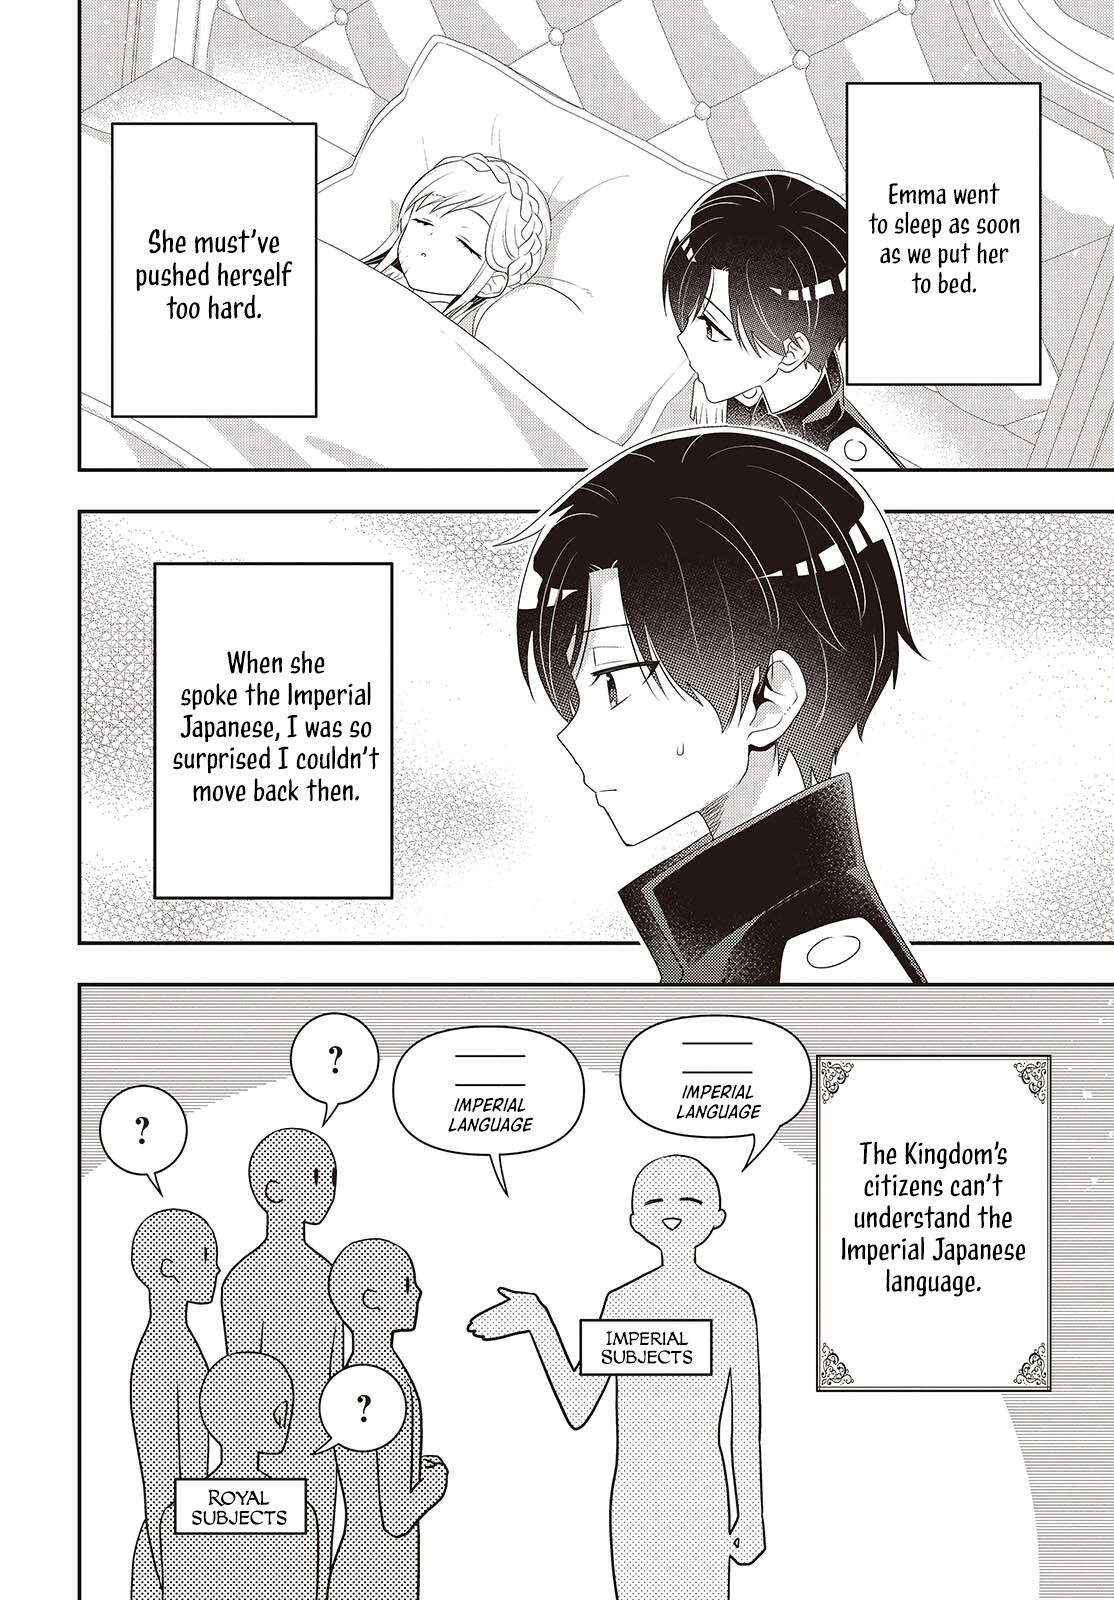 Emma went
to sleep as soon
as we put her
to bed.
She must've
pushed herself
too hard.
When she
spoke the Imperial
Japanese, I was so
surprised I couldn't
move back then.
The Kingdom's
citizens can't
understand the
Imperial Japanese
language.
IMPERIAL
LANGUAGE
IMPERIAL
LANGUAGE
?
?
IMPERIAL
SUBJECTS
?
ROYAL
SUBJECTS